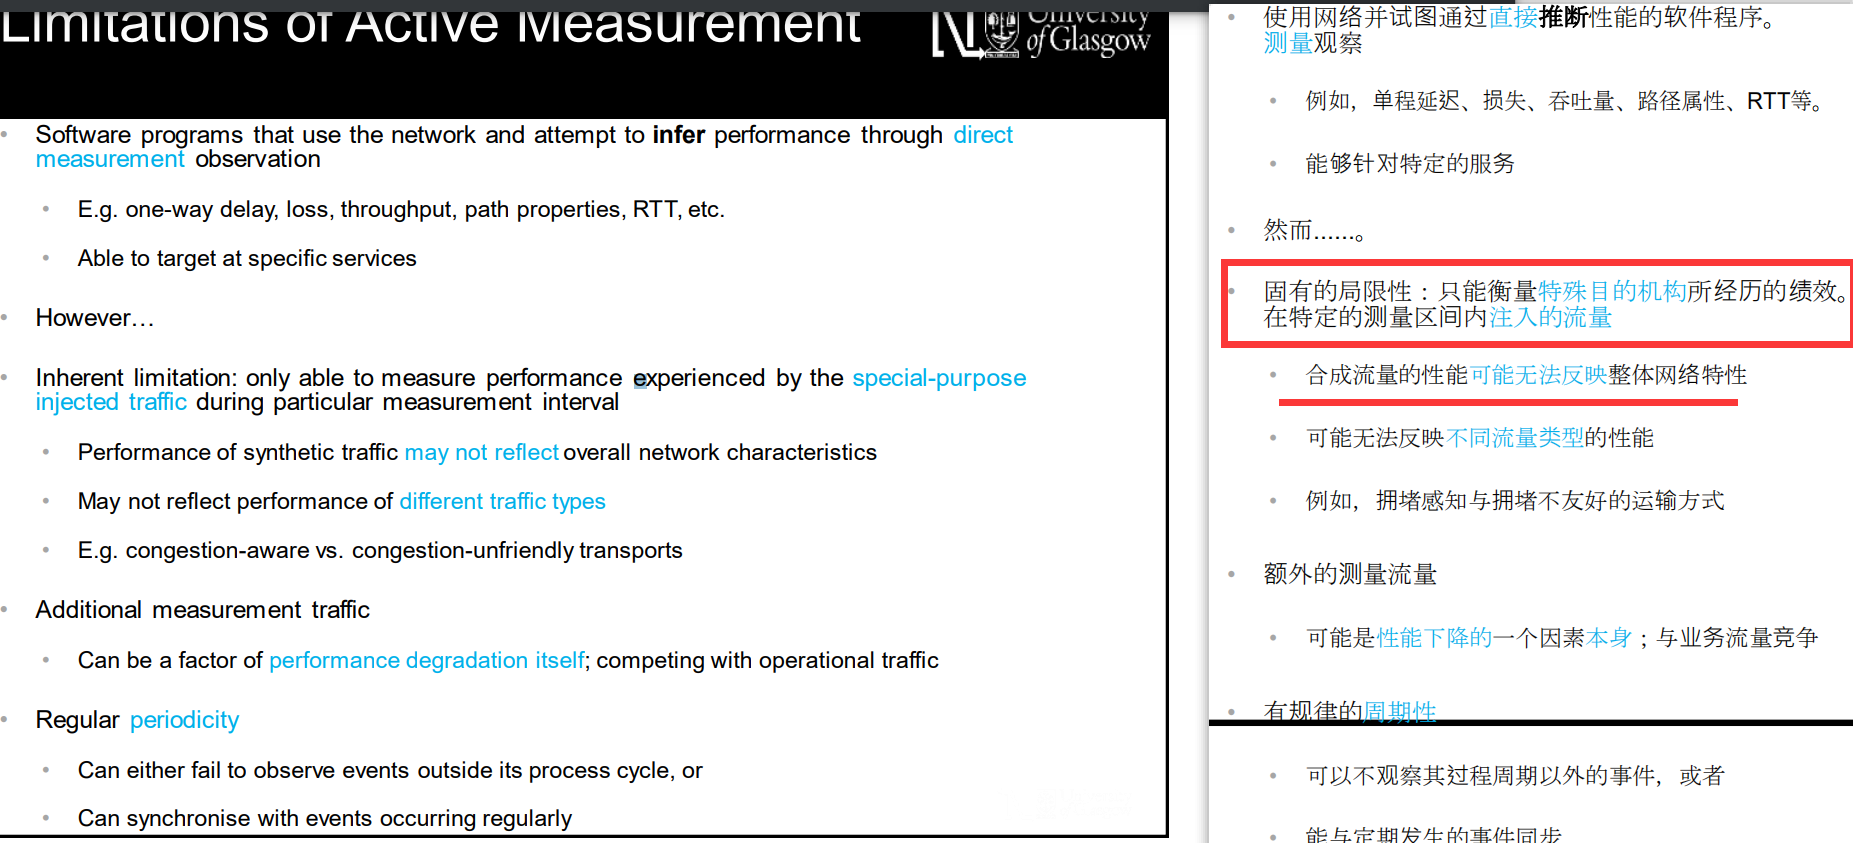 Limitations of Active Measurement
University
of Glasgow
• Software programs that use the network and attempt to infer performance through direct
measurement observation
• E.g. one-way delay, loss, throughput, path properties, RTT, etc.
• Able to target at specific services
• However…
• Inherent limitation: only able to measure performance experienced by the special-purpose
injected traffic during particular measurement interval
• Performance of synthetic traffic may not reflect overall network characteristics
• May not reflect performance of different traffic types
• E.g. congestion-aware vs. congestion-unfriendly transports
• Additional measurement traffic
• Can be a factor of performance degradation itself; competing with operational traffic
• Regular periodicity
• Can either fail to observe events outside its process cycle, or
• Can synchronise with events occurring regularly
• 使用网络并试图通过直接推断性能的软件程序。
测量观察
• 例如，单程延迟、损失、吞吐量、路径属性、RTT等。
• 能够针对特定的服务
• 然而......。
• 固有的局限性：只能衡量特殊目的机构所经历的绩效。
在特定的测量区间内注入的流量
• 合成流量的性能可能无法反映整体网络特性
• 可能无法反映不同流量类型的性能
• 例如，拥堵感知与拥堵不友好的运输方式
• 额外的测量流量
• 可能是性能下降的一个因素本身；与业务流量竞争
• 有规律的周期性
• 可以不观察其过程周期以外的事件，或者
• 能与定期发生的事件同步